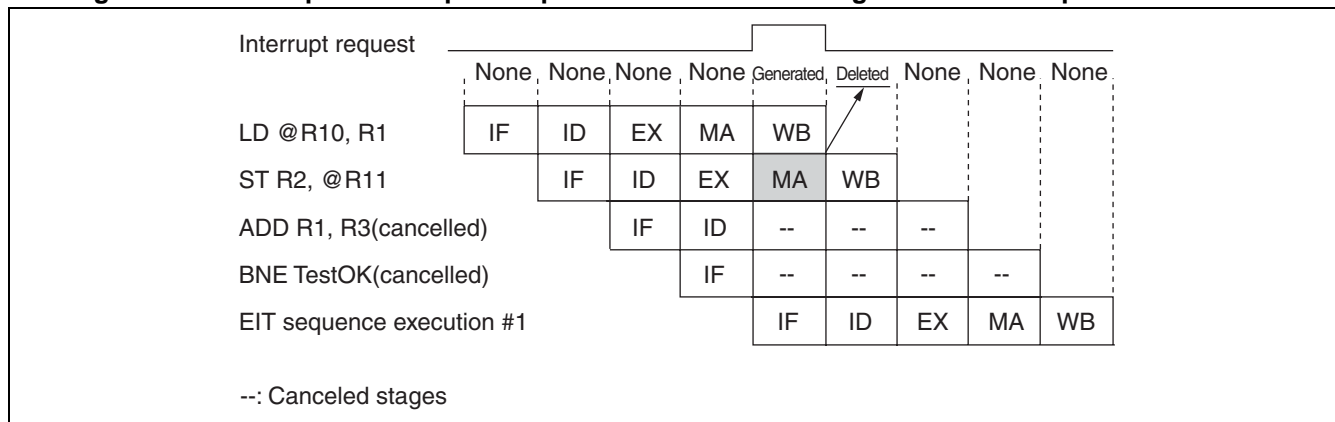 Interrupt request
None None None None Generated Deleted None None None
LD @R10, R1 IF ID EX MA WB
ST R2, @R11 IF ID EX MA WB
ADD R1, R3(cancelled) IF ID -- -- --
BNE TestOK(cancelled) IF -- -- -- --
EIT sequence execution #1 IF ID EX MA WB
--: Canceled stages